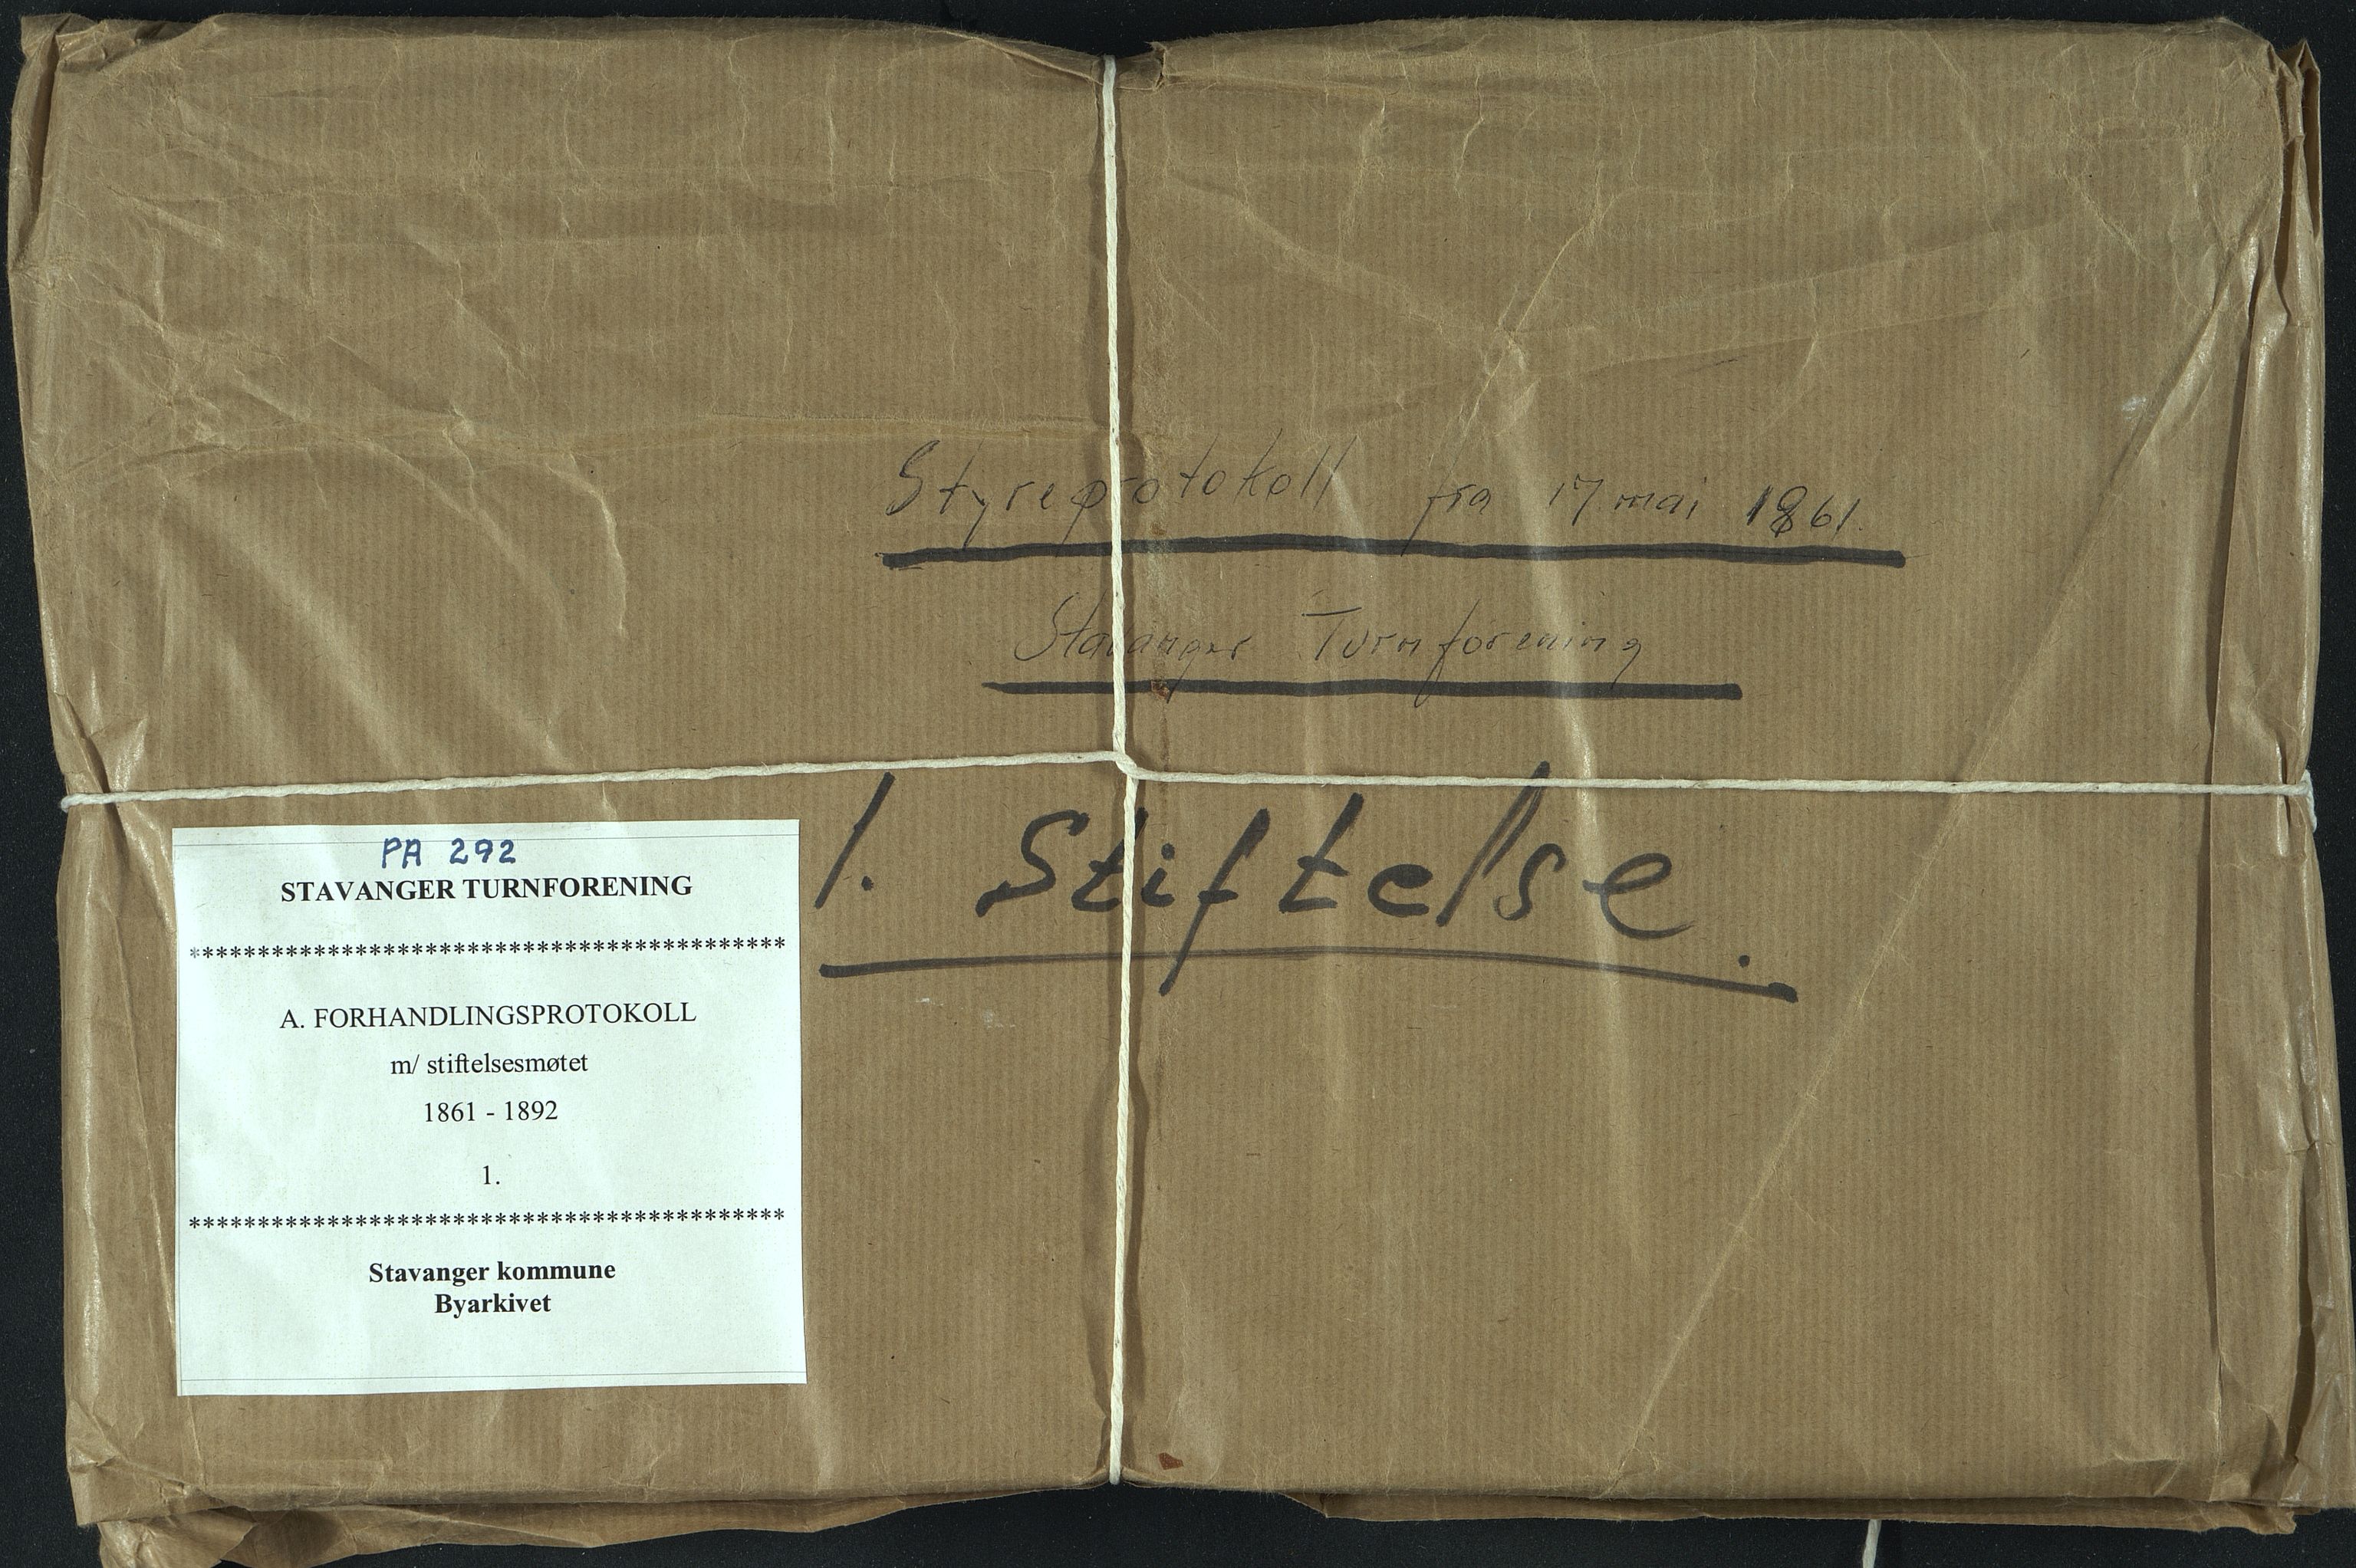 Styreprotokoll fra 17 mai 1861.
Stavanger Turnforening
1. Stiftelse.
PA 292
STAVANGER TURNFORENING
*******************************************
A. FORHANDLINGSPROTOKOLL
m/ stiftelsesmøtet
1861 - 1892
1.
*******************************************
Stavanger kommune
Byarkivet